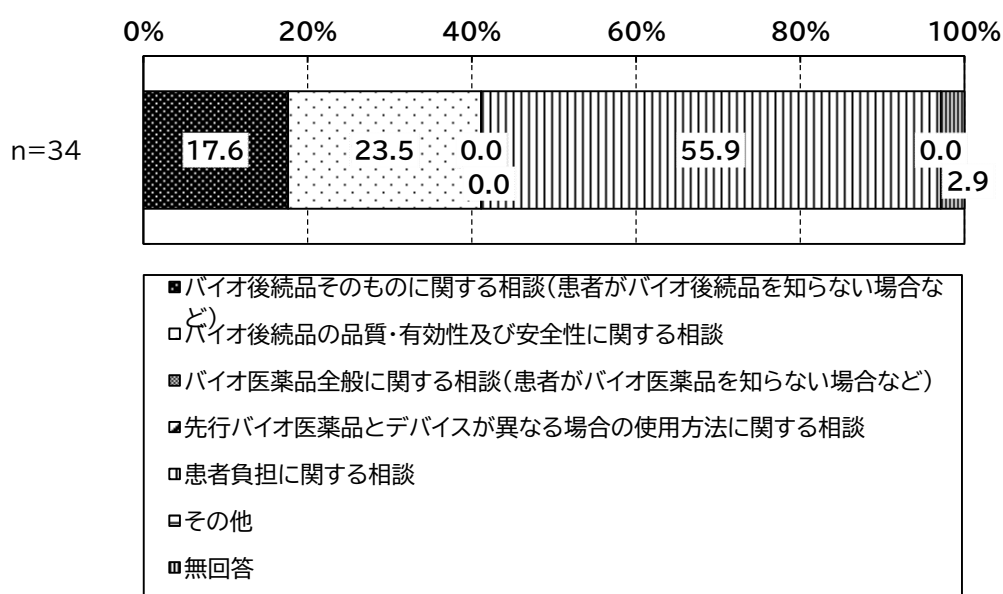 0%
20%
40%
60%
80%
100%
n=34
17.6
23.5
0.0
0.0
55.9
0.0
2.9
バイオ後続品そのものに関する相談(患者がバイオ後続品を知らない場合な
ど)
バイオ後続品の品質・有効性及び安全性に関する相談
バイオ医薬品全般に関する相談(患者がバイオ医薬品を知らない場合など)
先行バイオ医薬品とデバイスが異なる場合の使用方法に関する相談
患者負担に関する相談
その他
無回答